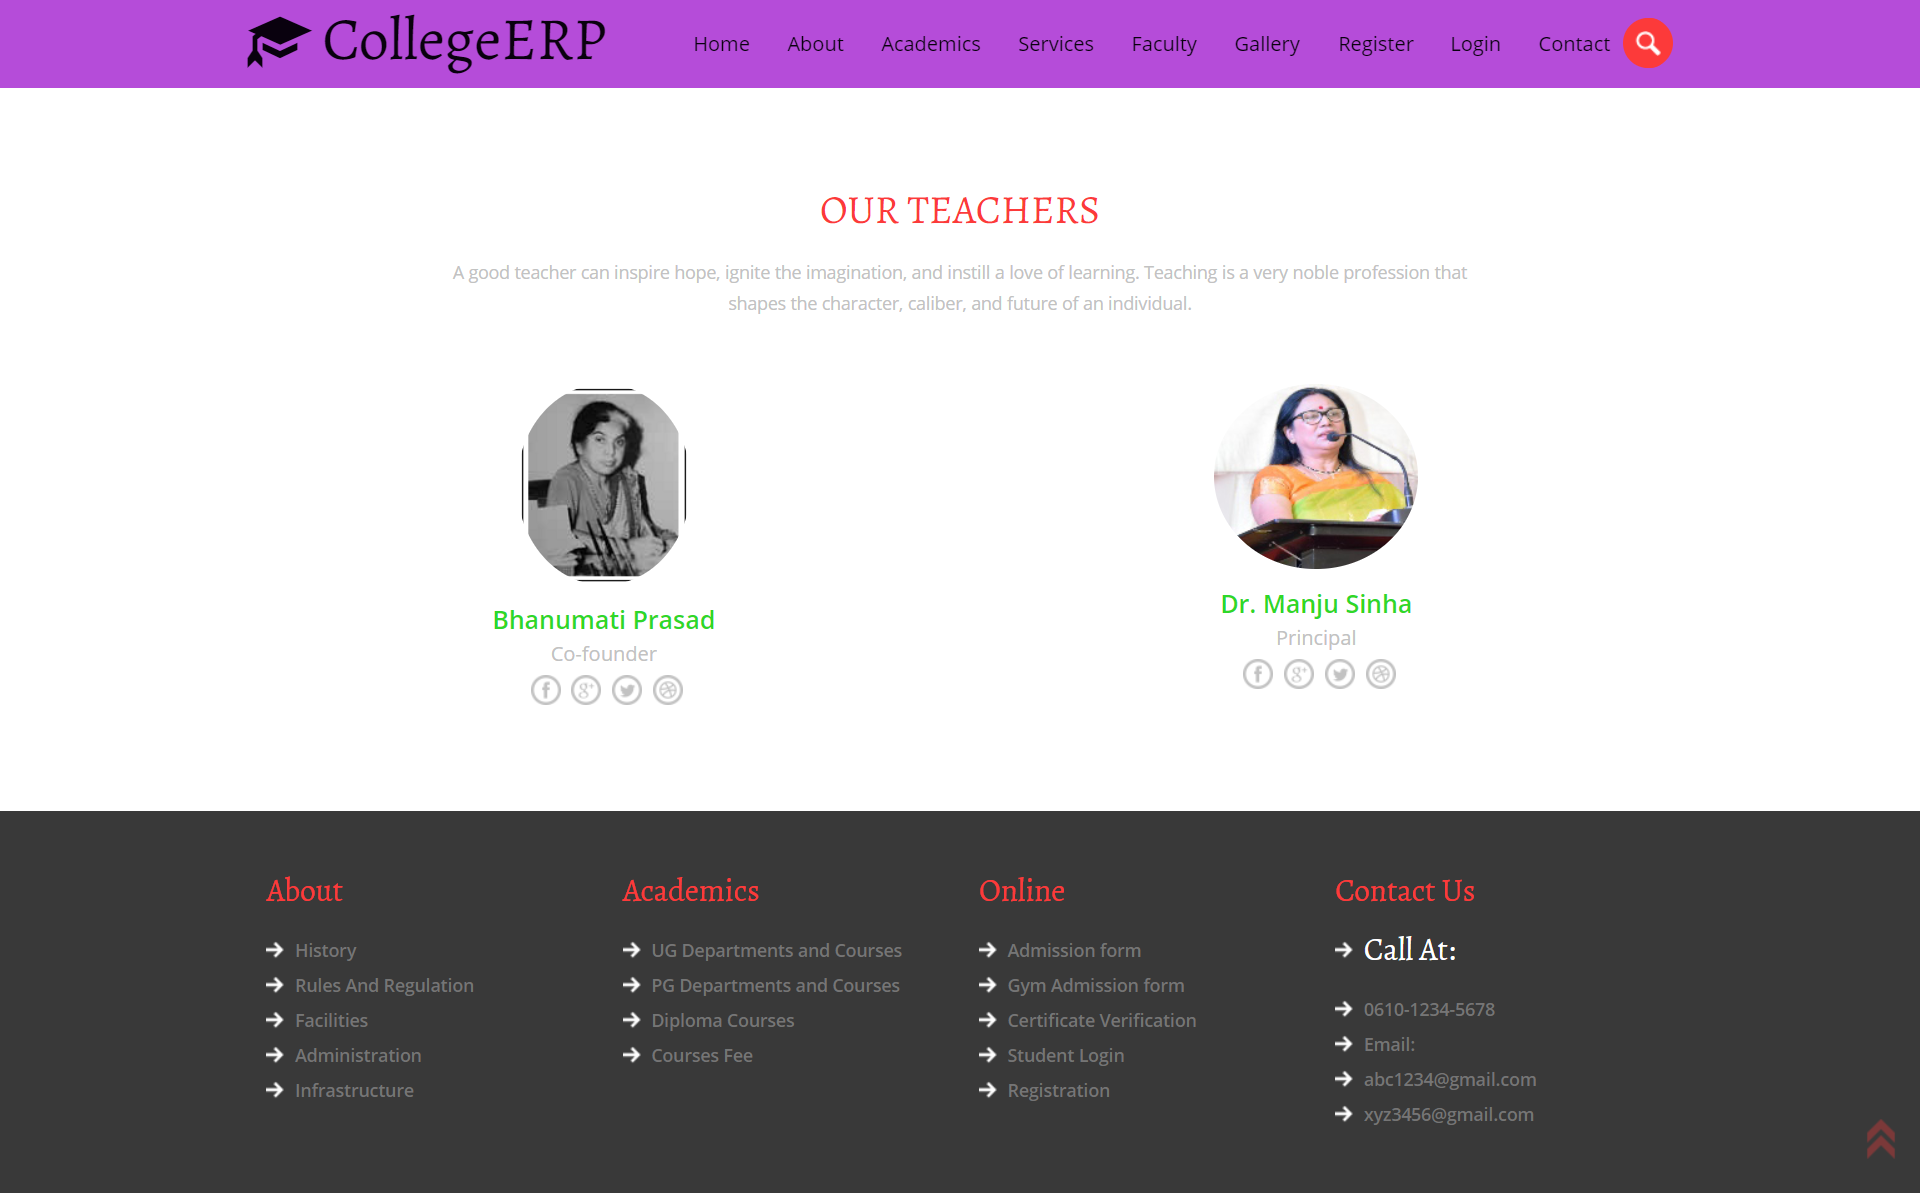 CollegeERP
Home About Academics Services Faculty Gallery Register Login Contact
OUR TEACHERS
A good teacher can inspire hope, ignite the imagination, and instill a love of learning. Teaching is a very noble profession that
shapes the character, caliber, and future of an individual.
Bhanumati Prasad
Co-founder
Dr. Manju Sinha
Principal
About
History
Rules And Regulation
Facilities
Administration
Infrastructure
Academics
UG Departments and Courses
PG Departments and Courses
Diploma Courses
Courses Fee
Online
Admission form
Gym Admission form
Certificate Verification
Student Login
Registration
Contact Us
Call At:
0610-1234-5678
Email:
abc1234@gmail.com
xyz3456@gmail.com